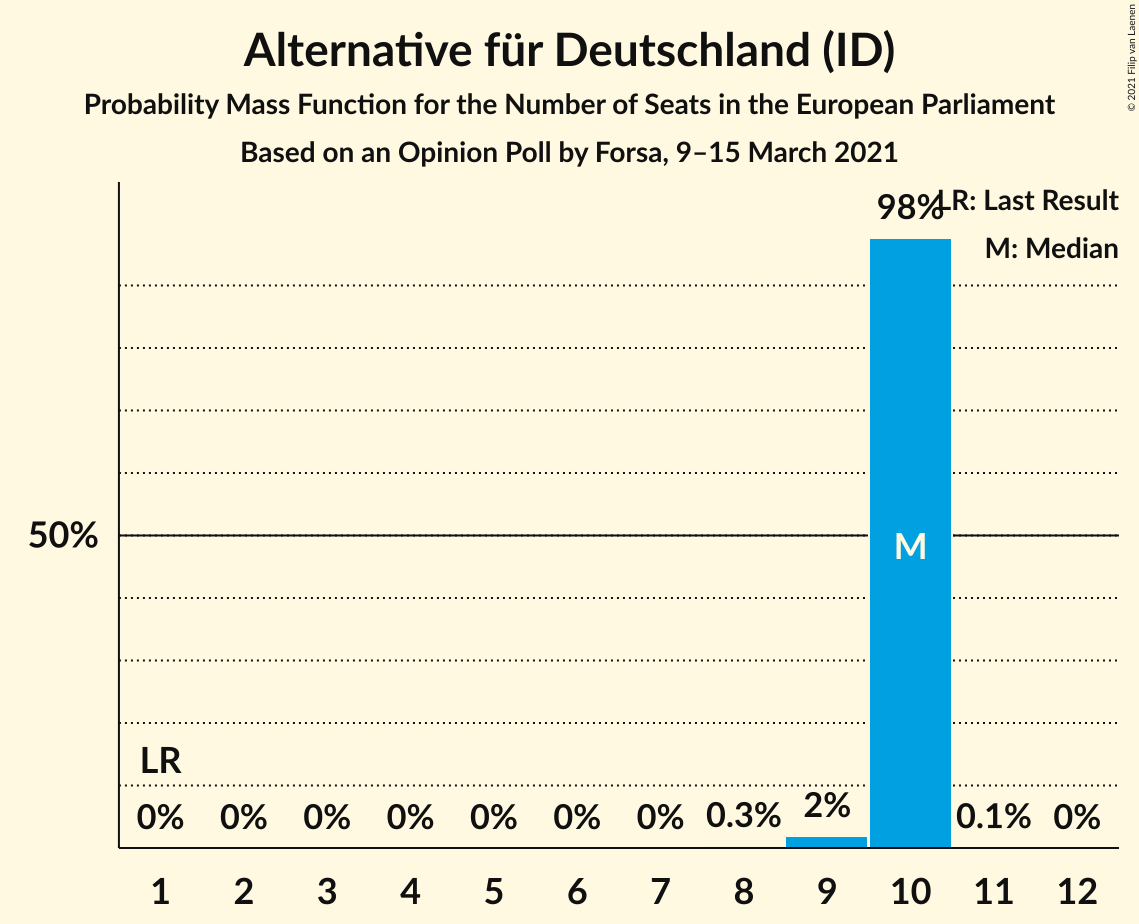 Alternative für Deutschland (ID)
Probability Mass Function for the Number of Seats in the European Parliament
Based on an Opinion Poll by Forsa, 9–15 March 2021
© 2021 Filip van Laenen
LR: Last Result
M: Median
98%
50%
M
LR
0% 0% 0% 0% 0% 0% 0% 0.3% 2% 0.1% 0%
1 2 3 4 5 6 7 8 9 10 11 12